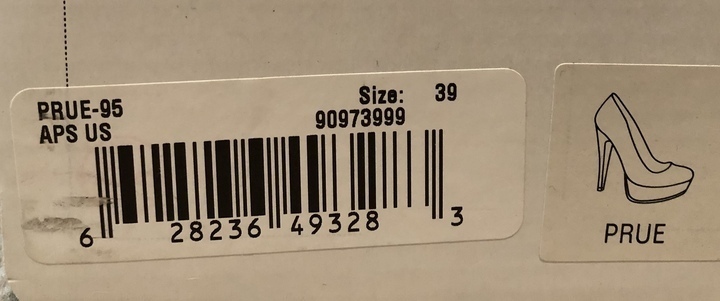 PRUE-95 Size: 39
APS US 90973999
6 28236 49328 3
PRUE